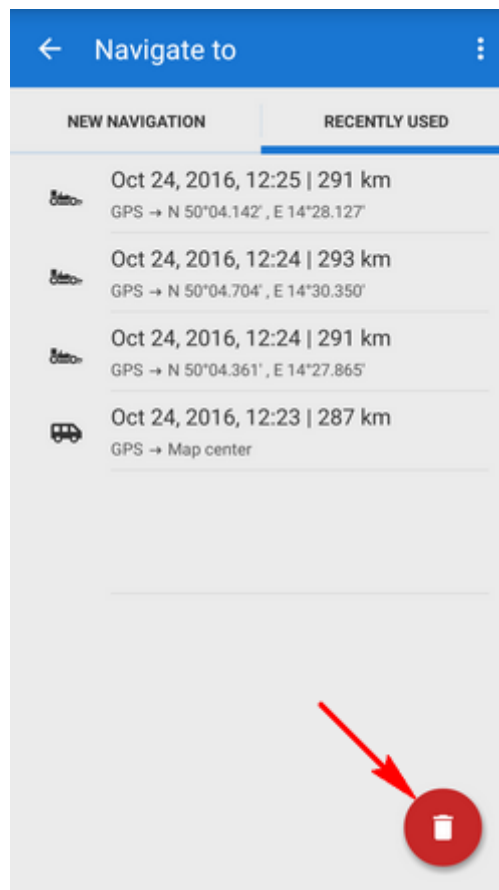 Navigate to
NEW NAVIGATION
RECENTLY USED
Oct 24, 2016, 12:25 | 291 km
GPS → N 50°04.142' , E 14°28.127'
Oct 24, 2016, 12:24 | 293 km
GPS → N 50°04.704' , E 14°30.350'
Oct 24, 2016, 12:24 | 291 km
GPS → N 50°04.361' , E 14°27.865'
Oct 24, 2016, 12:23 | 287 km
GPS → Map center